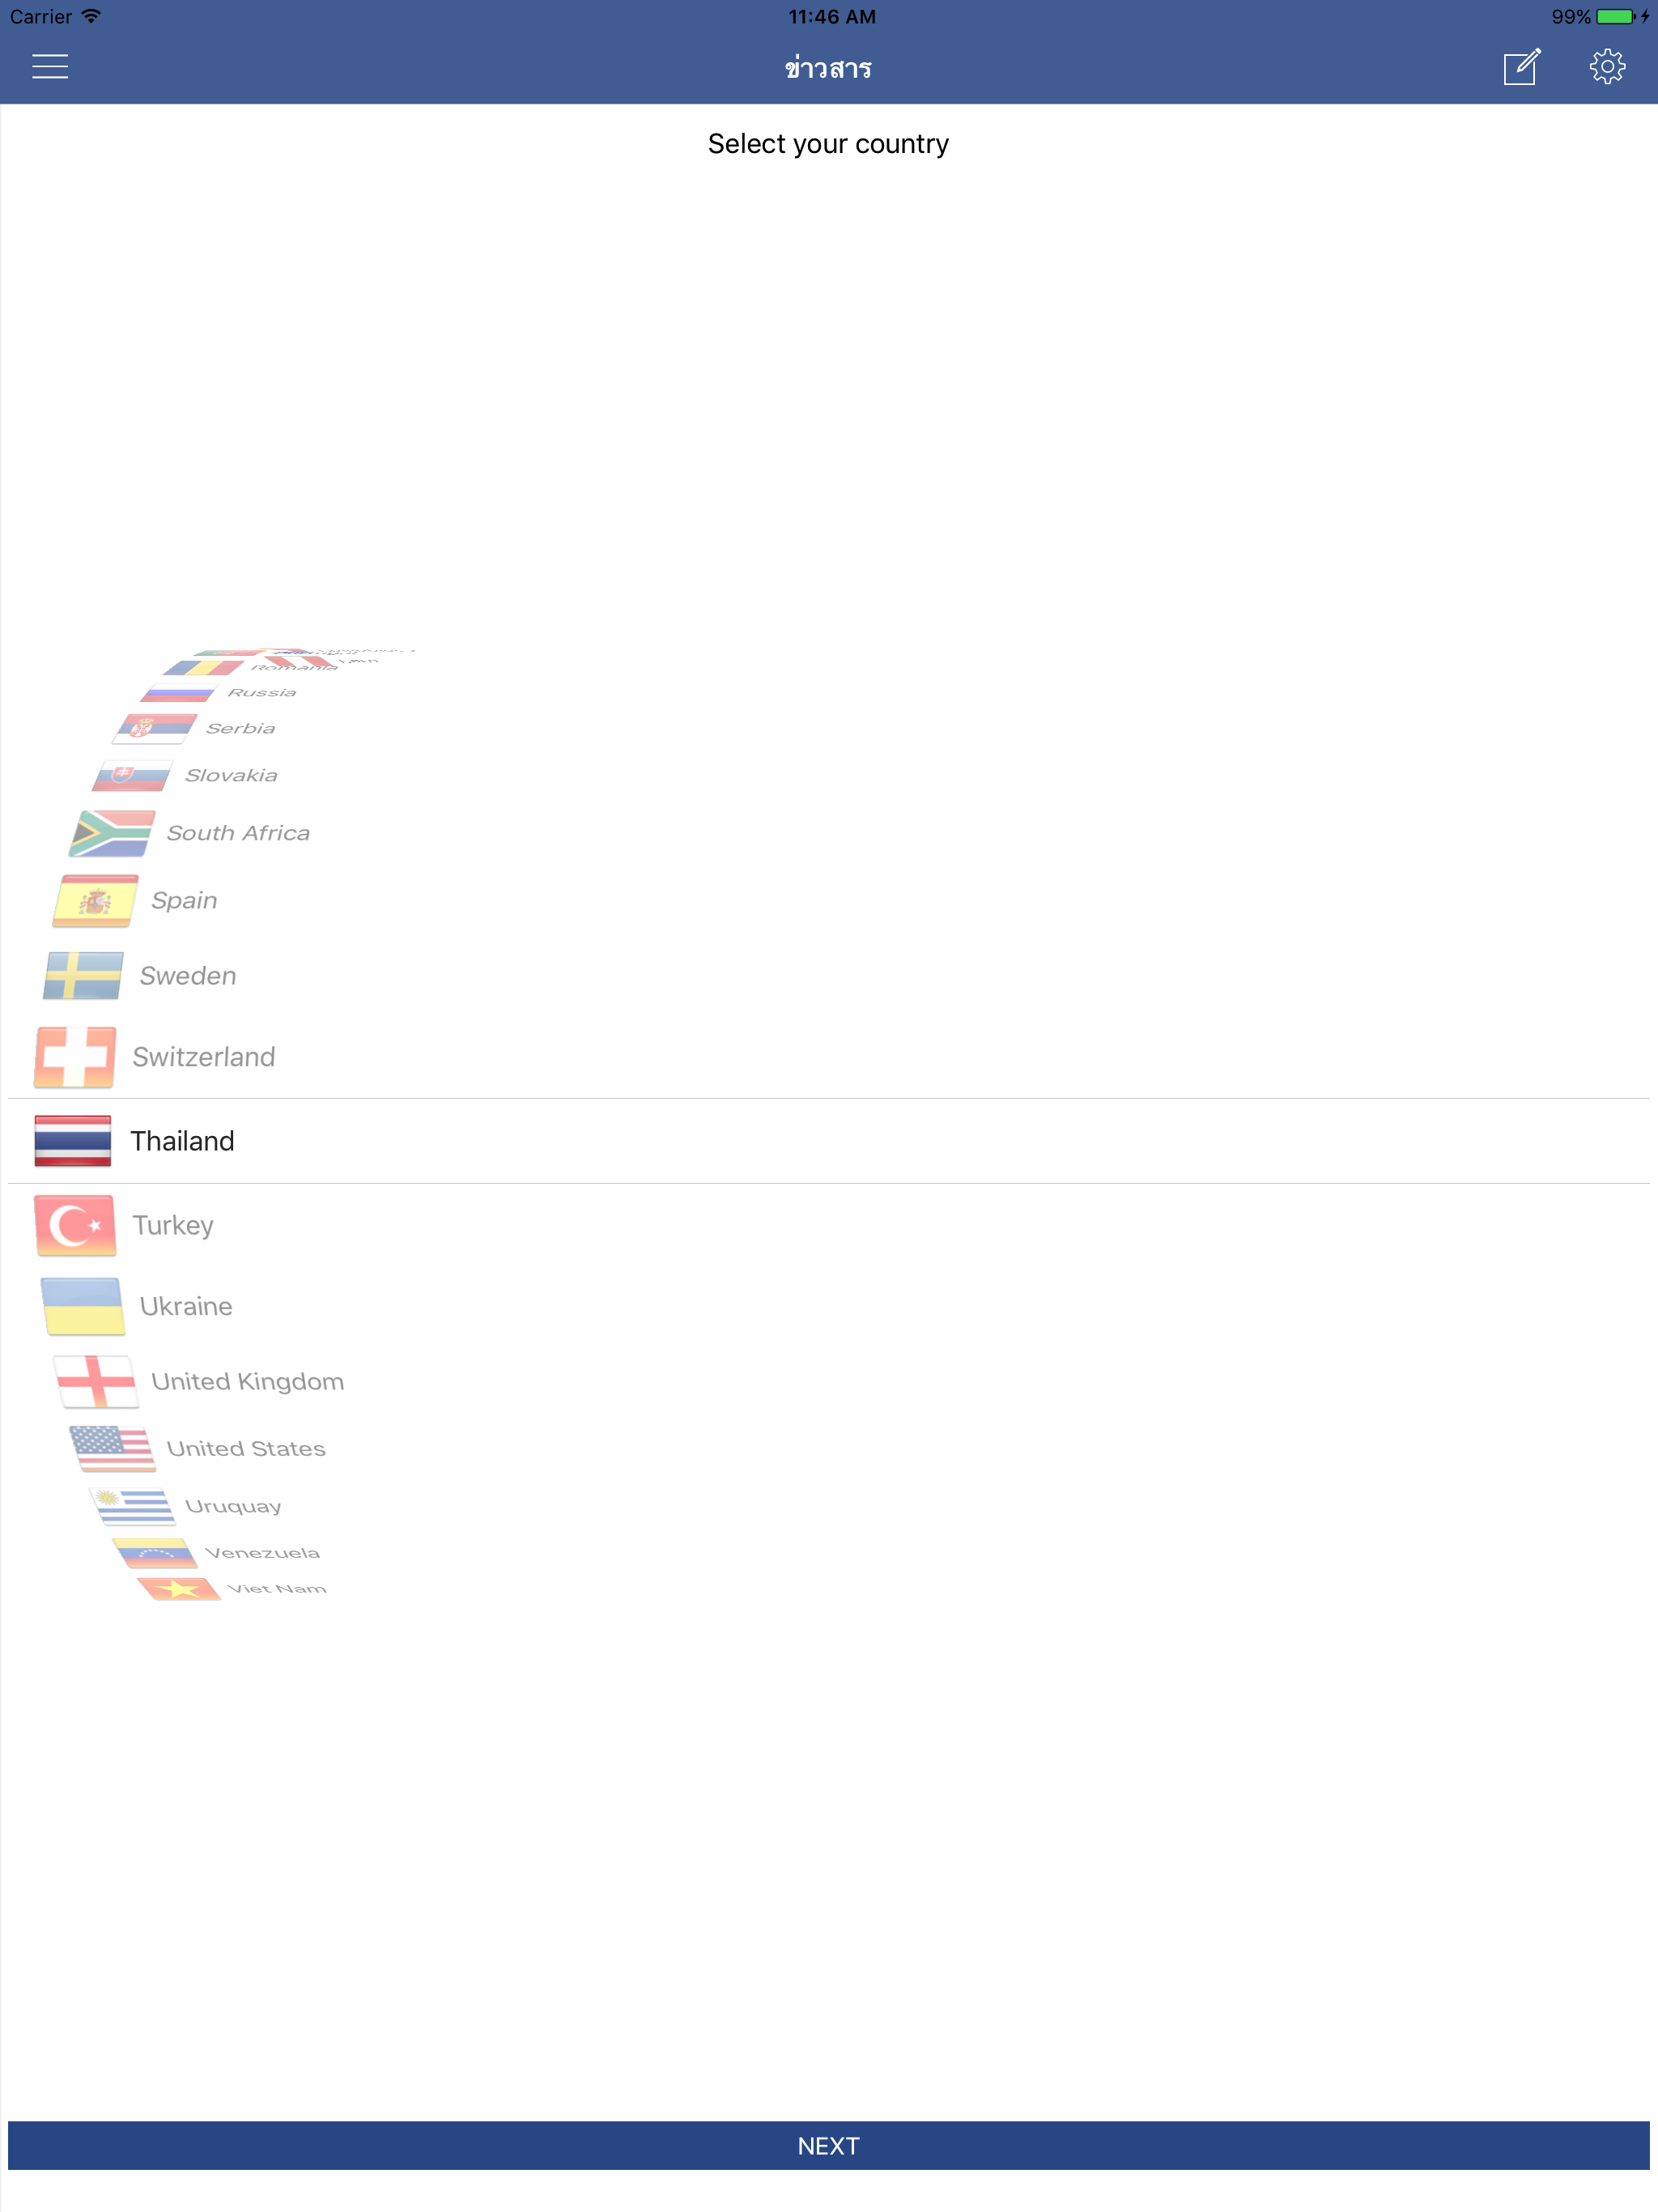 Carrier 11:46 AM 99%
ข่าวสาร
Select your country
Romania
Russia
Serbia
Slovakia
South Africa
Spain
Sweden
Switzerland
Thailand
Turkey
Ukraine
United Kingdom
United States
Uruquay
Venezuela
Viet Nam
NEXT